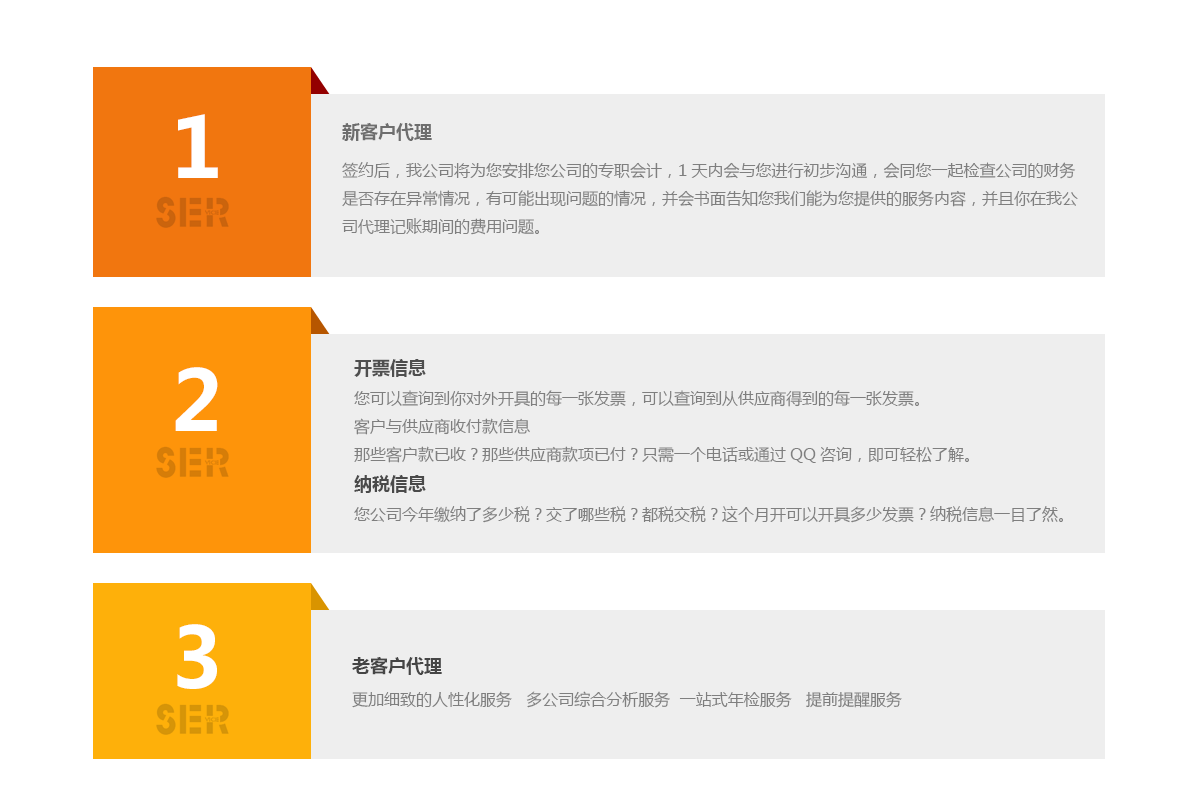 1
SER
新客户代理
签约后，我公司将为您安排您公司的专职会计，1 天内会与您进行初步沟通，会同您一起检查公司的财务
是否存在异常情况，有可能出现问题的情况，并会书面告知您我们能为您提供的服务内容，并且你在我公
司代理记账期间的费用问题。
2
SER
开票信息
您可以查询到你对外开具的每一张发票，可以查询到从供应商得到的每一张发票。
客户与供应商收付款信息
那些客户款已收？那些供应商款项已付？只需一个电话或通过 QQ 咨询，即可轻松了解。
纳税信息
您公司今年缴纳了多少税？交了哪些税？都税交税？这个月开可以开具多少发票？纳税信息一目了然。
3
SER
老客户代理
更加细致的人性化服务 多公司综合分析服务 一站式年检服务 提前提醒服务